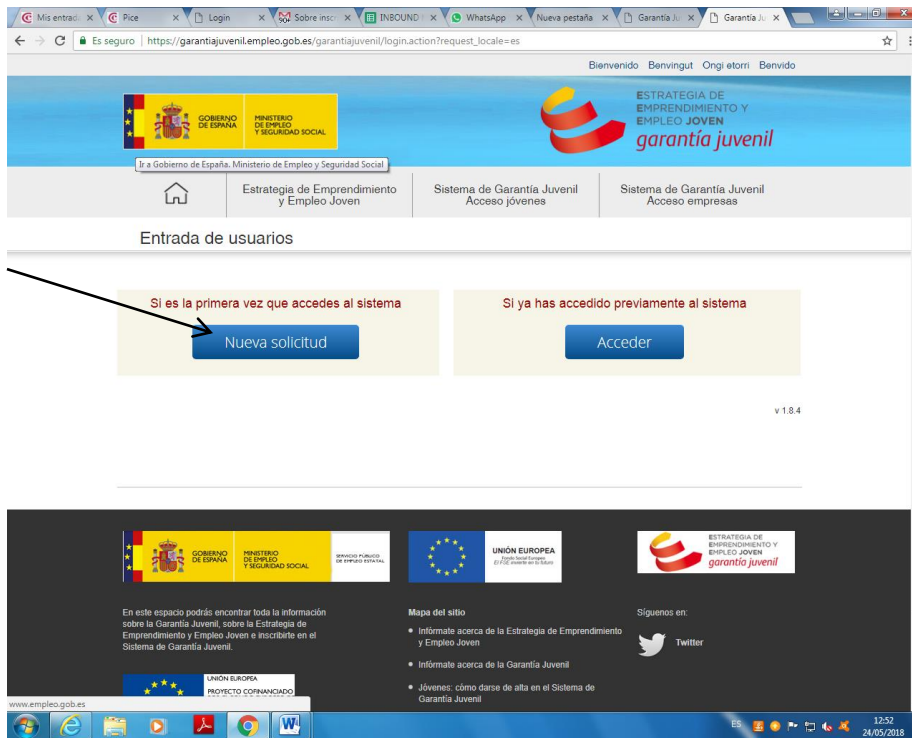 Mis entrad
Pice
Login
Sobre inscr
INBOUND
WhatsApp
Nueva pestaña
Garantía Ju
Garantía Ju
Es seguro
https://garantiajuvenil.empleo.gob.es/garantiajuvenil/login.action?request_locale=es
Bienvenido Benvingut Ongi etorri Benvido
GOBIERNO
DE ESPAÑA
MINISTERIO
DE EMPLEO
Y SEGURIDAD SOCIAL
ESTRATEGIA DE
EMPRENDIMIENTO Y
EMPLEO JOVEN
garantía juvenil
Ir a Gobierno de España. Ministerio de Empleo y Seguridad Social
Estrategia de Emprendimiento
y Empleo Joven
Sistema de Garantía Juvenil
Acceso jóvenes
Sistema de Garantía Juvenil
Acceso empresas
Entrada de usuarios
Si es la primera vez que accedes al sistema
Nueva solicitud
Si ya has accedido previamente al sistema
Acceder
v 1.8.4
GOBIERNO
DE ESPAÑA
MINISTERIO
DE EMPLEO
Y SEGURIDAD SOCIAL
SERVICIO PÚBLICO
DE EMPLEO ESTATAL
UNIÓN EUROPEA
Fondo Social Europeo
El FSE invierte en tu futuro
ESTRATEGIA DE
EMPRENDIMIENTO Y
EMPLEO JOVEN
garantía juvenil
En este espacio podrás encontrar toda la información
sobre la Garantía Juvenil, sobre la Estrategia de
Emprendimiento y Empleo Joven e inscribirte en el
Sistema de Garantía Juvenil.
UNIÓN EUROPEA
PROYECTO COFINANCIADO
Mapa del sitio
Infórmate acerca de la Estrategia de Emprendimiento
y Empleo Joven
Infórmate acerca de la Garantía Juvenil
Jóvenes: cómo darse de alta en el Sistema de
Garantía Juvenil
Síguenos en:
Twitter
www.empleo.gob.es
ES
12:52
24/05/2018